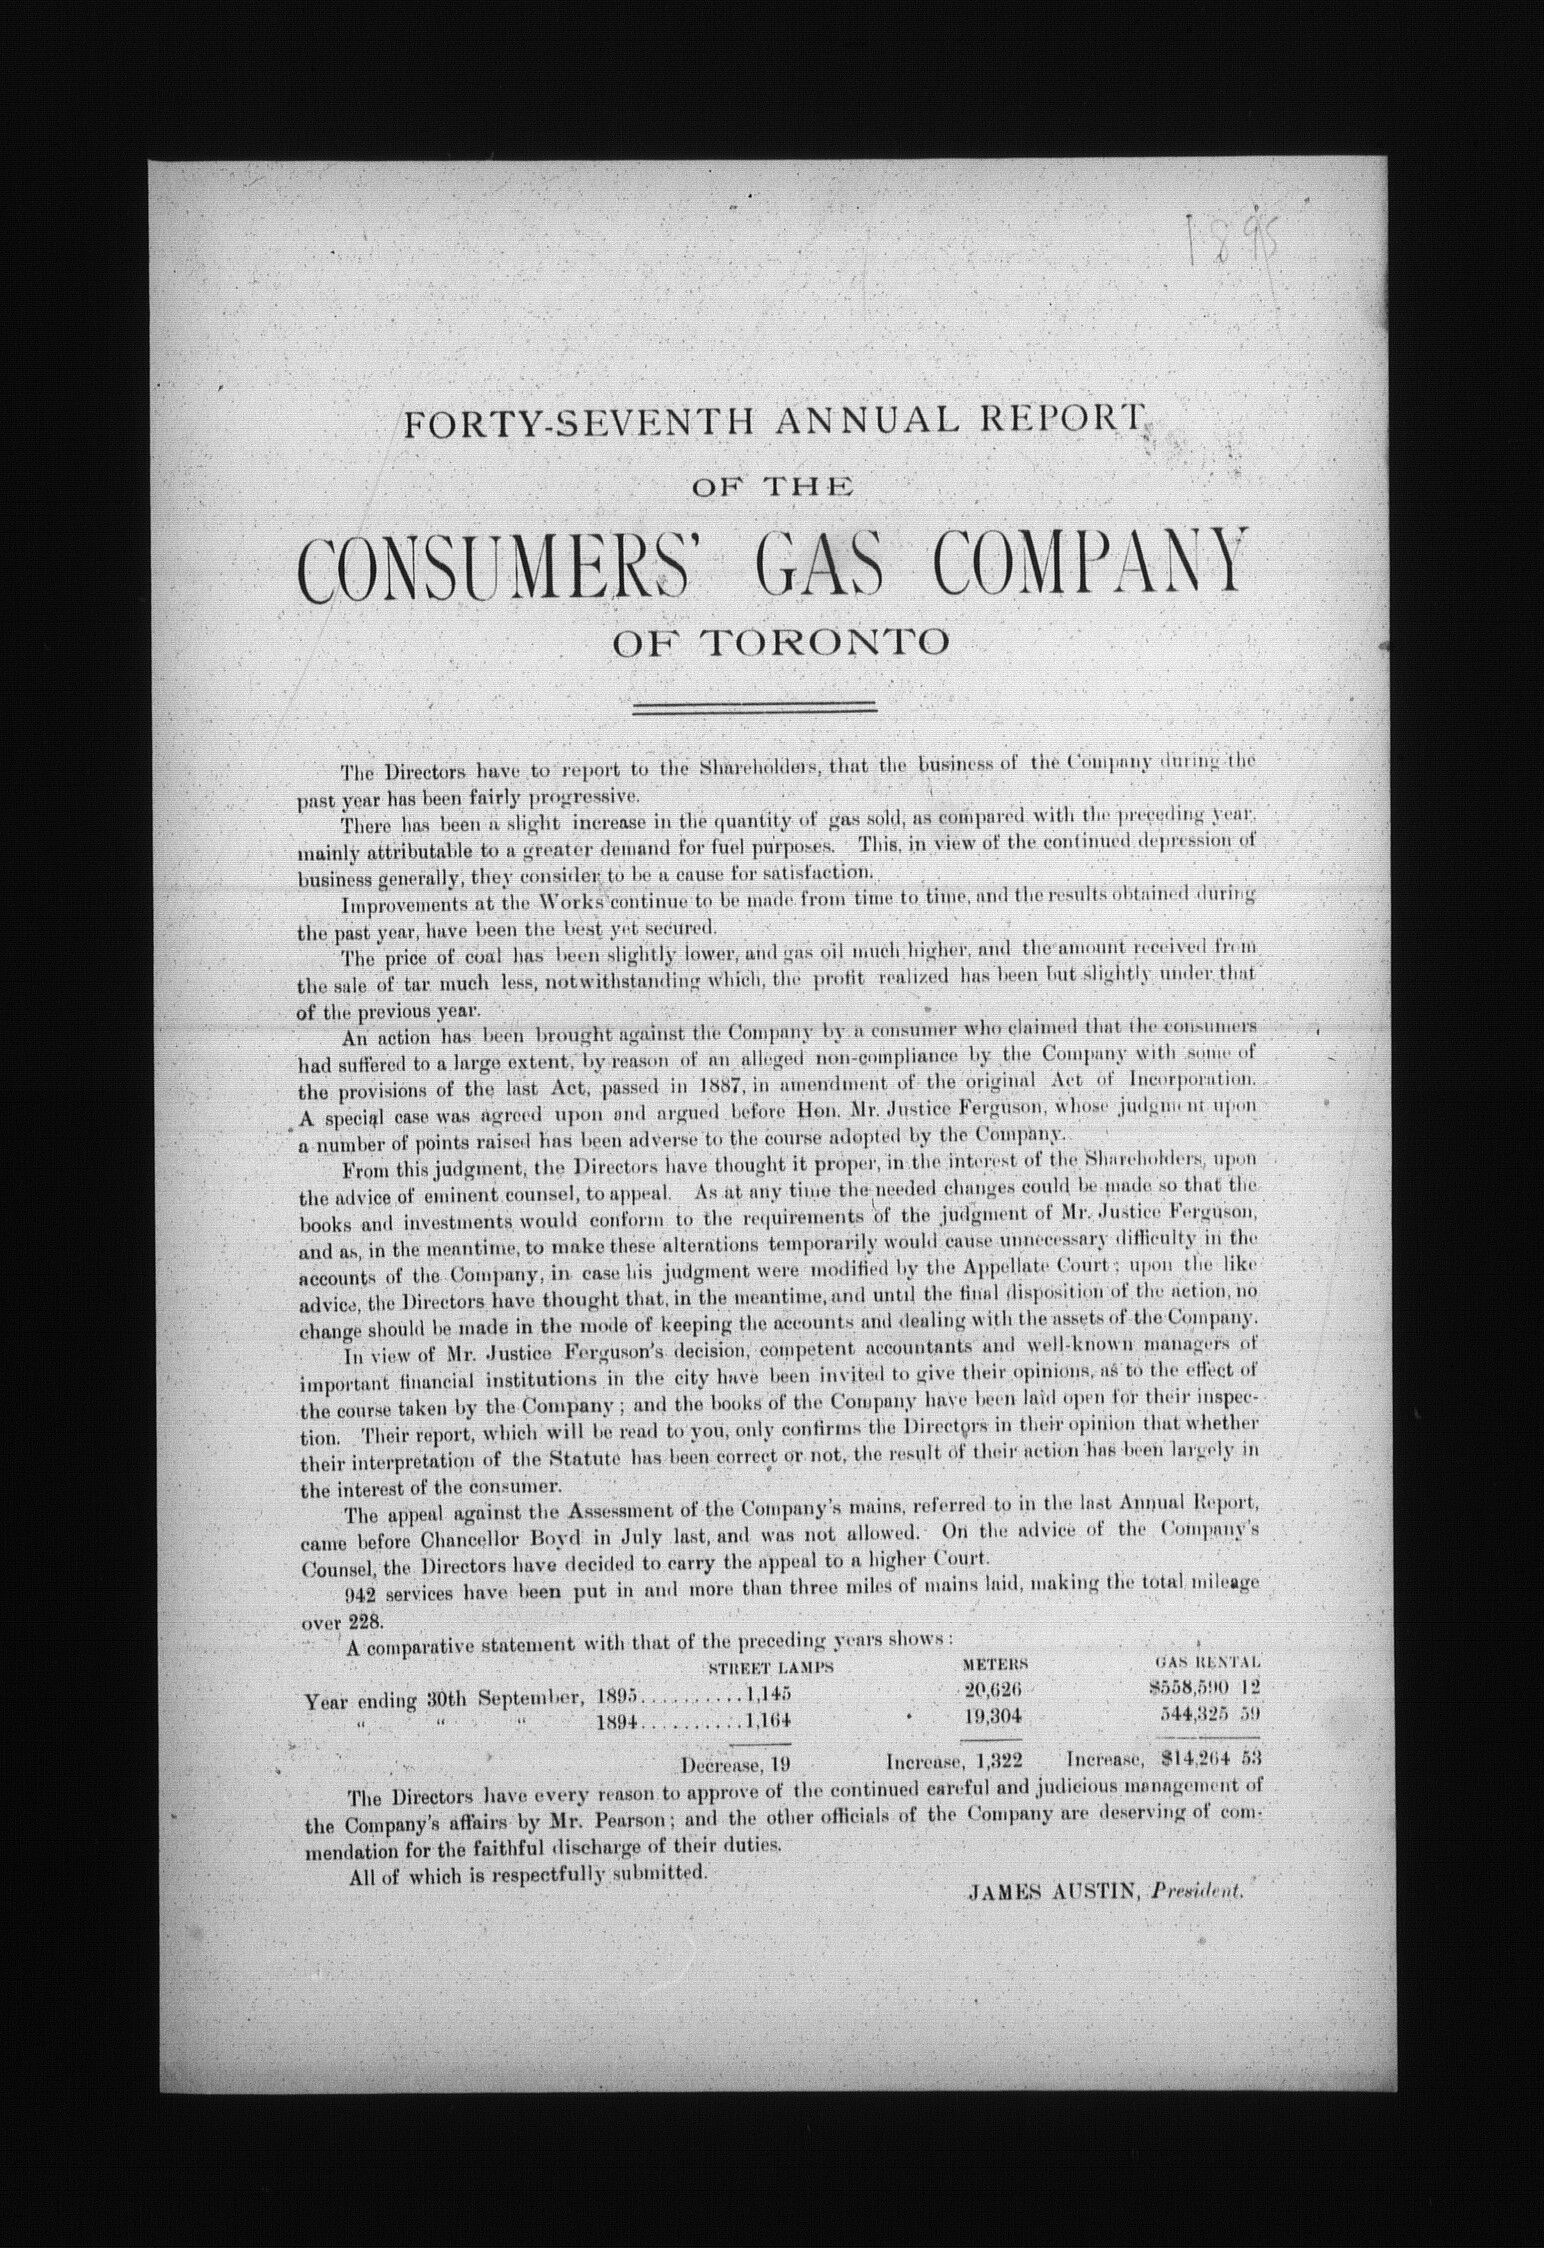 1895
FORTY-SEVENTH ANNUAL REPORT
OF THE
CONSUMERS' GAS COMPANY
OF TORONTO
The Directors have to report to the Shareholders, that the business of the Company during the
past year has been fairly progressive.
There has been a slight increase in the quantity of gas sold, as compared with the preceding year,
mainly attributable to a greater demand for fuel purposes. This, in view of the continued depression of
business generally, they consider to be a cause for satisfaction.
Improvements at the Works continue to be made from time to time, and the results obtained during
the past year, have been the best yet secured.
The price of coal has been slightly lower, and gas oil much higher, and the amount received from
the sale of tar much less, notwithstanding which, the profit realized has been but slightly under that
of the previous year.
An action has been brought against the Company by a consumer who claimed that the consumers
had suffered to a large extent, by reason of an alleged non-compliance by the Company with some of
the provisions of the last Act, passed in 1887, in amendment of the original Act of Incorporation.
A special case was agreed upon and argued before Hon. Mr. Justice Ferguson, whose judgment upon
a number of points raised has been adverse to the course adopted by the Company.
From this judgment, the Directors have thought it proper, in the interest of the Shareholders, upon
the advice of eminent counsel, to appeal. As at any time the needed changes could be made so that the
books and investments would conform to the requirements of the judgment of Mr. Justice Ferguson,
and as, in the meantime, to make these alterations temporarily would cause unnecessary difficulty in the
accounts of the Company, in case his judgment were modified by the Appellate Court; upon the like
advice, the Directors have thought that, in the meantime, and until the final disposition of the action, no
change should be made in the mode of keeping the accounts and dealing with the assets of the Company.
In view of Mr. Justice Ferguson's decision, competent accountants and well-known managers of
important financial institutions in the city have been invited to give their opinions, as to the effect of
the course taken by the Company; and the books of the Company have been laid open for their inspec-
tion. Their report, which will be read to you, only confirms the Directors in their opinion that whether
their interpretation of the Statute has been correct or not, the result of their action has been largely in
the interest of the consumer.
The appeal against the Assessment of the Company's mains, referred to in the last Annual Report,
came before Chancellor Boyd in July last, and was not allowed. On the advice of the Company's
Counsel, the Directors have decided to carry the appeal to a higher Court.
942 services have been put in and more than three miles of mains laid, making the total mileage
over 228.
A comparative statement with that of the preceding years shows:
STREET LAMPS METERS GAS RENTAL
Year ending 30th September, 1895..........1,145 20,626 $558,590 12
" " " 1894..........1,164 19,304 544,325 59
Decrease, 19 Increase, 1,322 Increase, $14,264 53
The Directors have every reason to approve of the continued careful and judicious management of
the Company's affairs by Mr. Pearson; and the other officials of the Company are deserving of com-
mendation for the faithful discharge of their duties.
All of which is respectfully submitted.
JAMES AUSTIN, President.